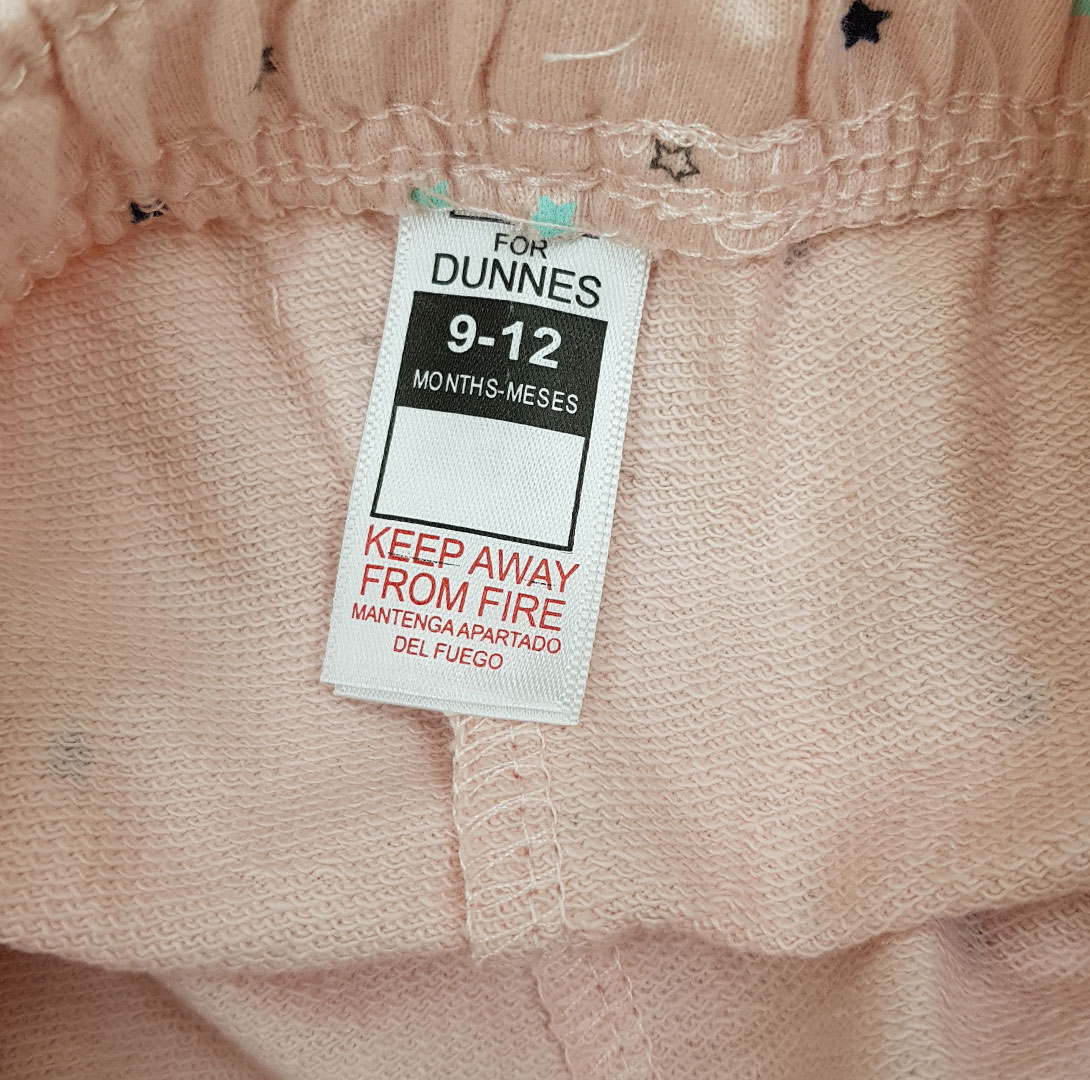 FOR
DUNNES
9-12
MONTHS-MESES
KEEP AWAY
FROM FIRE
MANTENGA APARTADO
DEL FUEGO